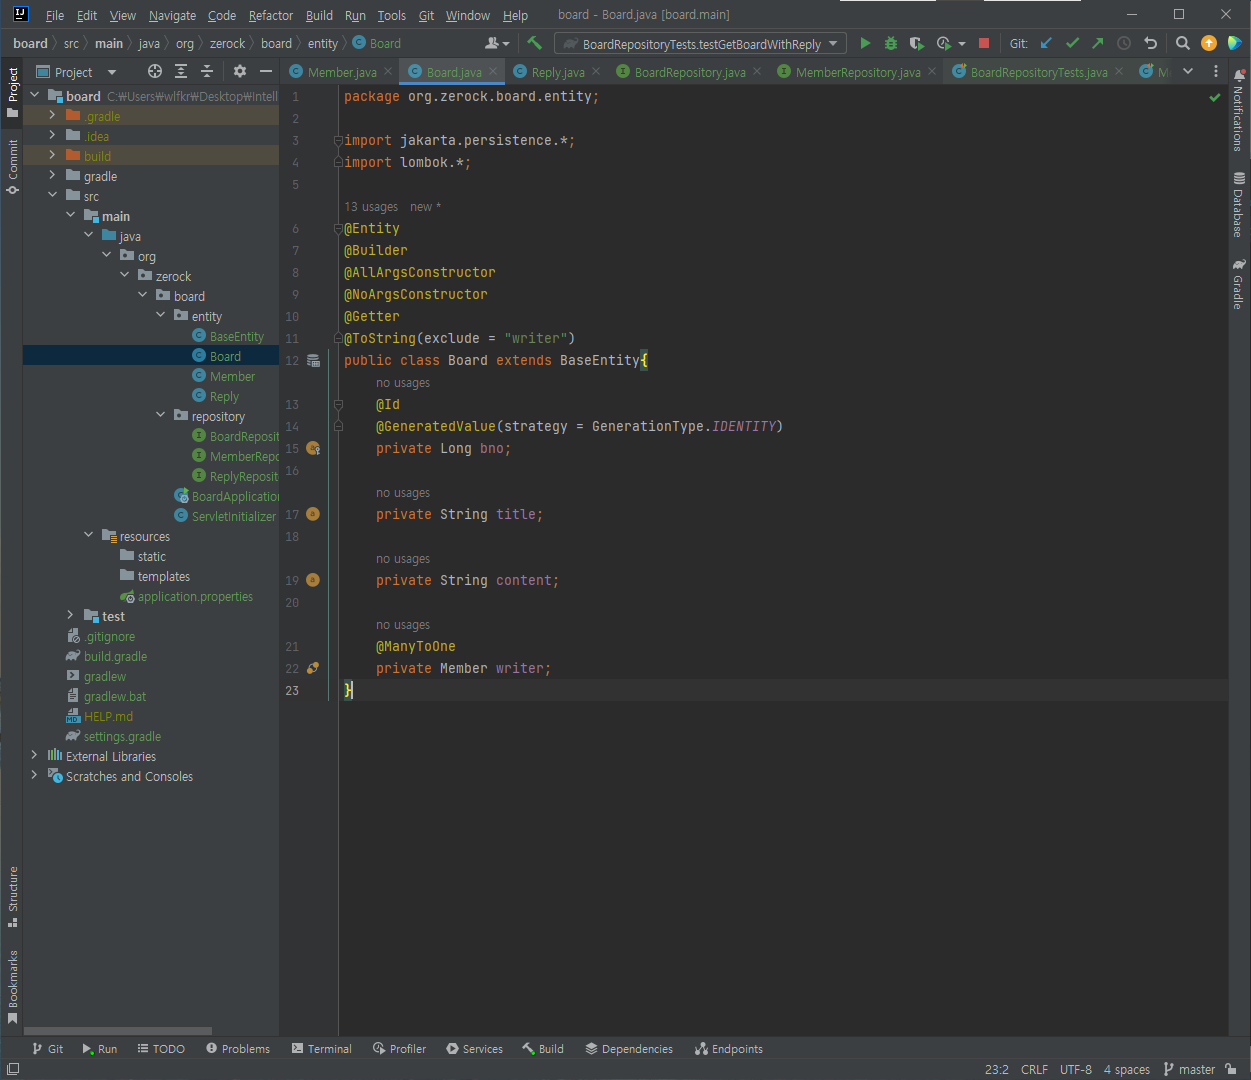 File Edit View Navigate Code Refactor Build Run Tools Git Window Help board - Board.java [board.main]
board src main java org zerock board entity Board BoardRepositoryTests.testGetBoardWithReply Git:
Project Member.java Board.java Reply.java BoardRepository.java MemberRepository.java BoardRepositoryTests.java M
Project
Commit
Structure
Bookmarks
board C:₩Users₩wlfkr₩Desktop₩Intell
.gradle
.idea
build
gradle
src
main
java
org
zerock
board
entity
BaseEntity
Board
Member
Reply
repository
BoardReposit
MemberRepo
ReplyReposit
BoardApplication
ServletInitializer
resources
static
templates
application.properties
test
.gitignore
build.gradle
gradlew
gradlew.bat
HELP.md
settings.gradle
External Libraries
Scratches and Consoles
1 package org.zerock.board.entity;
2
3 import jakarta.persistence.*;
4 import lombok.*;
5
13 usages new *
6 @Entity
7 @Builder
8 @AllArgsConstructor
9 @NoArgsConstructor
10 @Getter
11 @ToString(exclude = "writer")
12 public class Board extends BaseEntity{
no usages
13 @Id
14 @GeneratedValue(strategy = GenerationType.IDENTITY)
15 private Long bno;
16
no usages
17 private String title;
18
no usages
19 private String content;
20
no usages
21 @ManyToOne
22 private Member writer;
23 }
Notifications
Database
Gradle
Git Run TODO Problems Terminal Profiler Services Build Dependencies Endpoints
23:2 CRLF UTF-8 4 spaces master